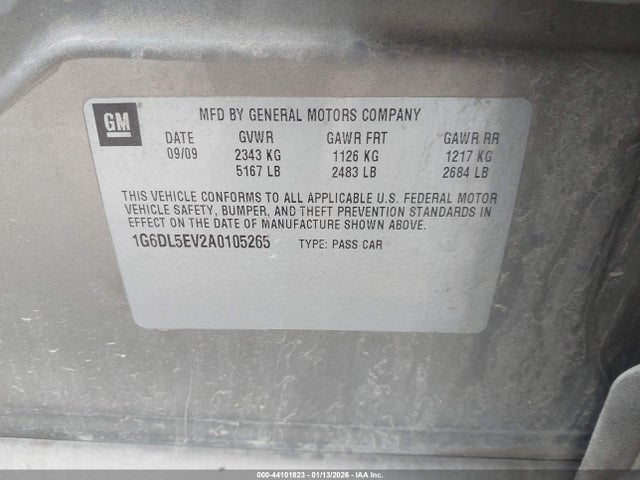 GM
MFD BY GENERAL MOTORS COMPANY
DATE GVWR GAWR FRT GAWR RR
09/09 2343 KG 1126 KG 1217 KG
5167 LB 2483 LB 2684 LB
THIS VEHICLE CONFORMS TO ALL APPLICABLE U.S. FEDERAL MOTOR
VEHICLE SAFETY, BUMPER, AND THEFT PREVENTION STANDARDS IN
EFFECT ON THE DATE OF MANUFACTURE SHOWN ABOVE.
1G6DL5EV2A0105265 TYPE: PASS CAR
000-44101823 - 01/13/2026 - IAA Inc.